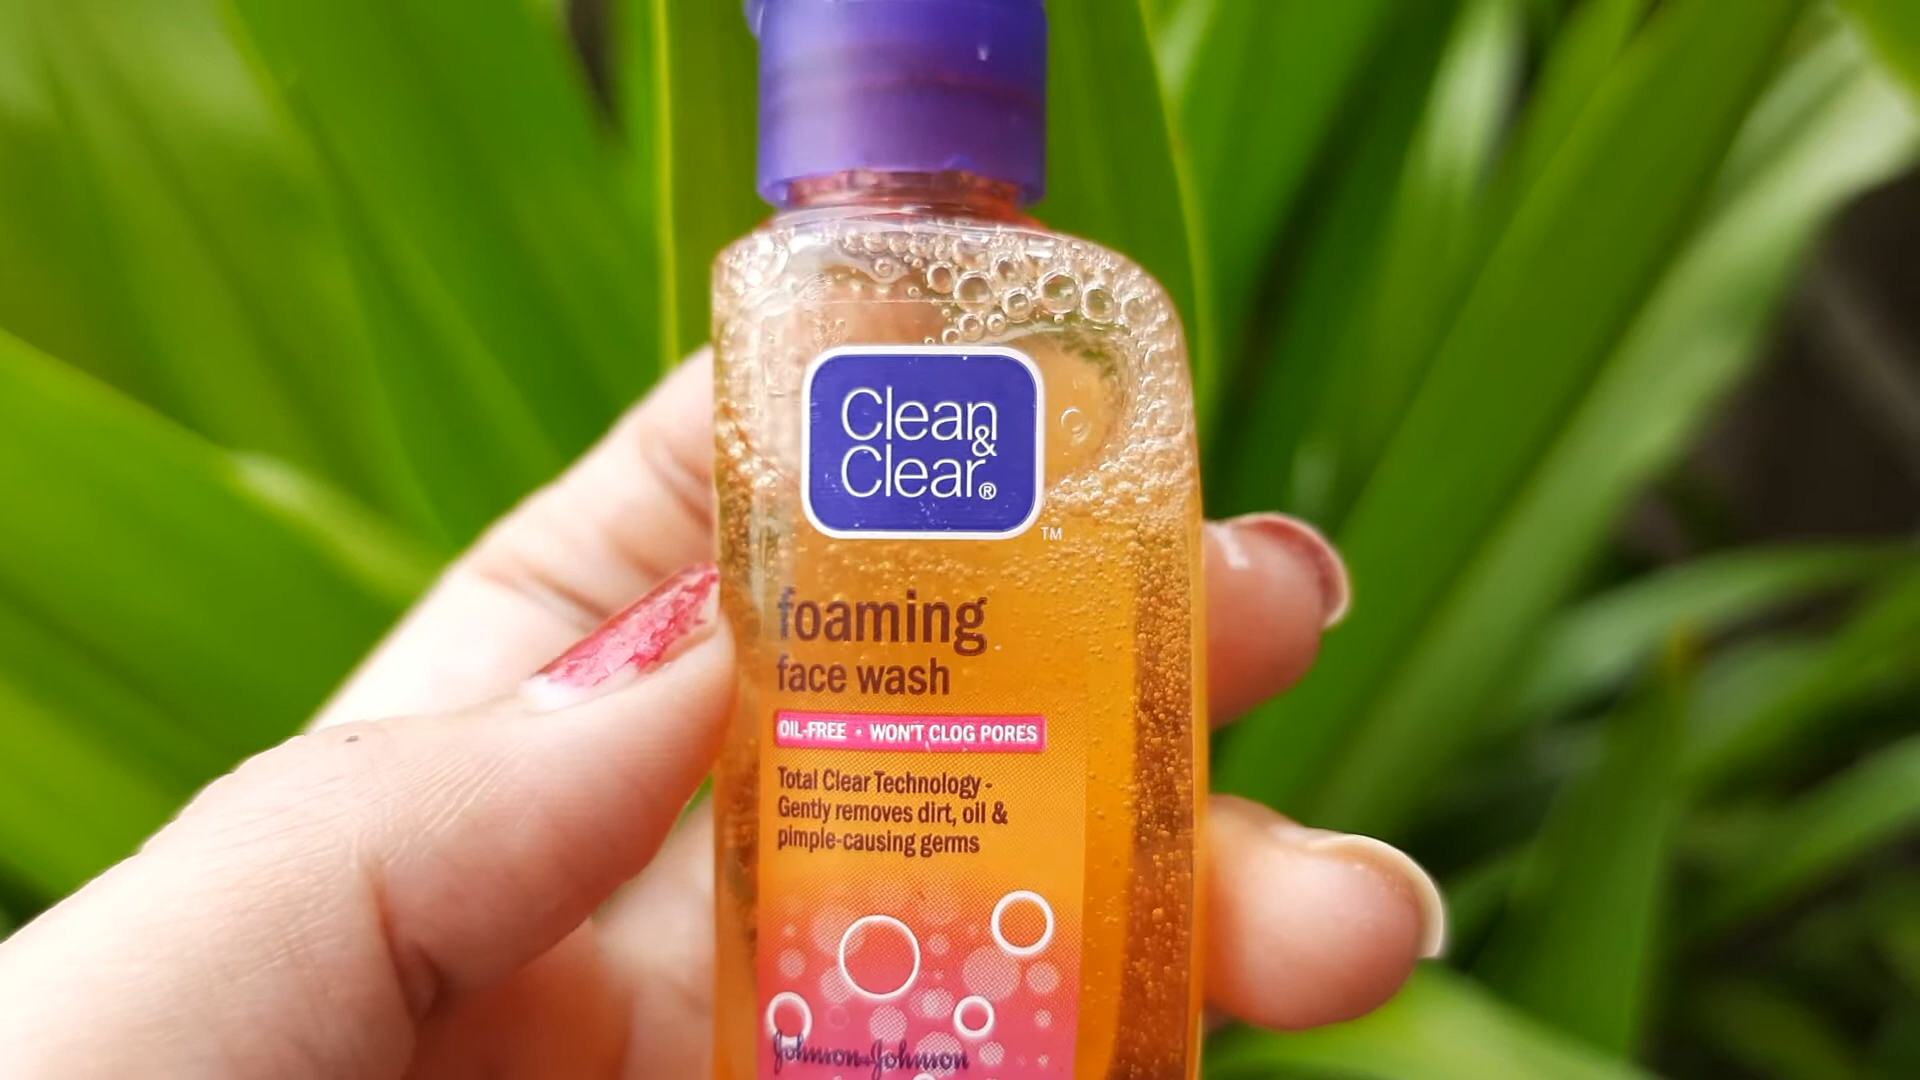 Clean
&
Clear®
TM
foaming
face wash
OIL-FREE · WON'T CLOG PORES
Total Clear Technology -
Gently removes dirt, oil &
pimple-causing germs
Johnson & Johnson